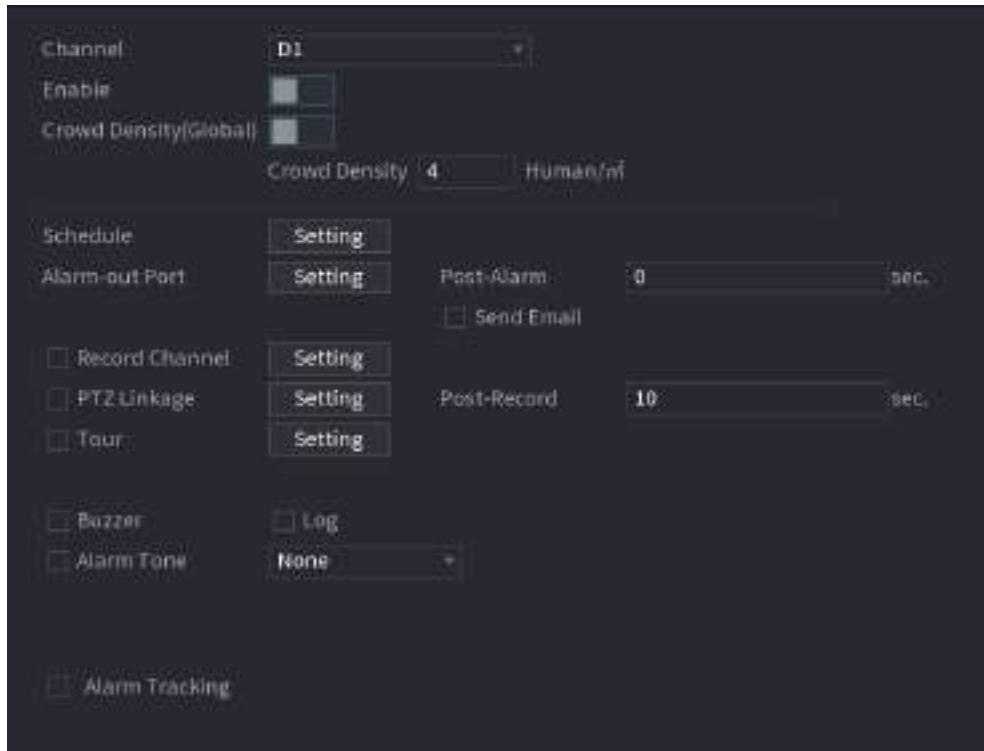 Channel D1
Enable
Crowd Density(Global)
Crowd Density 4 Human/㎡
Schedule Setting
Alarm-out Port Setting Post-Alarm 0 sec.
Send Email
Record Channel Setting
PTZ Linkage Setting Post-Record 10 sec.
Tour Setting
Buzzer Log
Alarm Tone None
Alarm Tracking